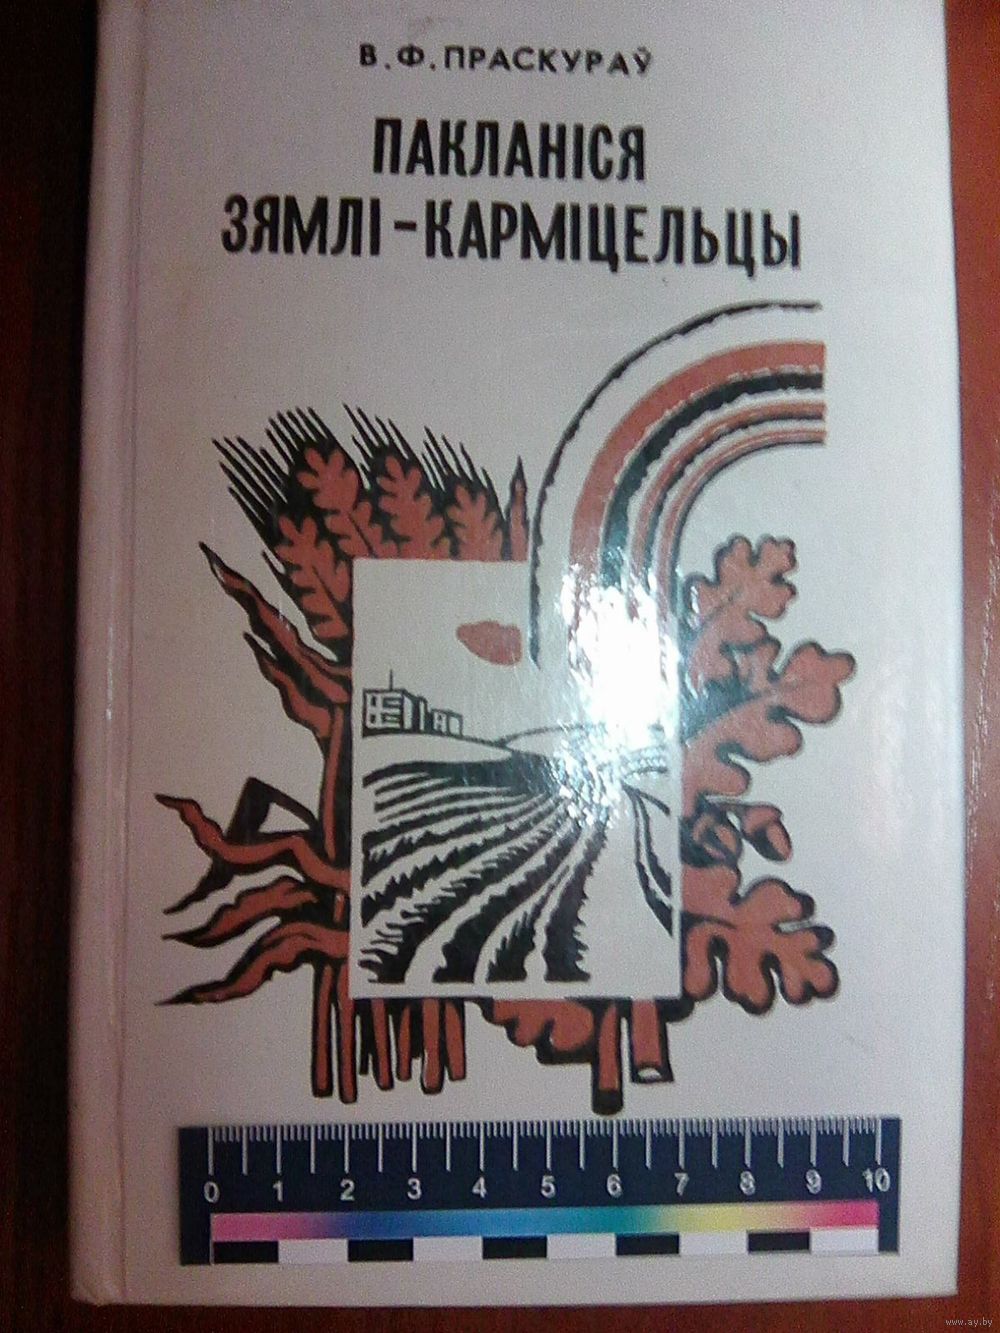 В.Ф.ПРАСКУРАЎ
ПАКЛАНІСЯ
ЗЯМЛІ-КАРМІЦЕЛЬЦЫ
0 1 2 3 4 5 6 7 8 9 10
www.ay.by